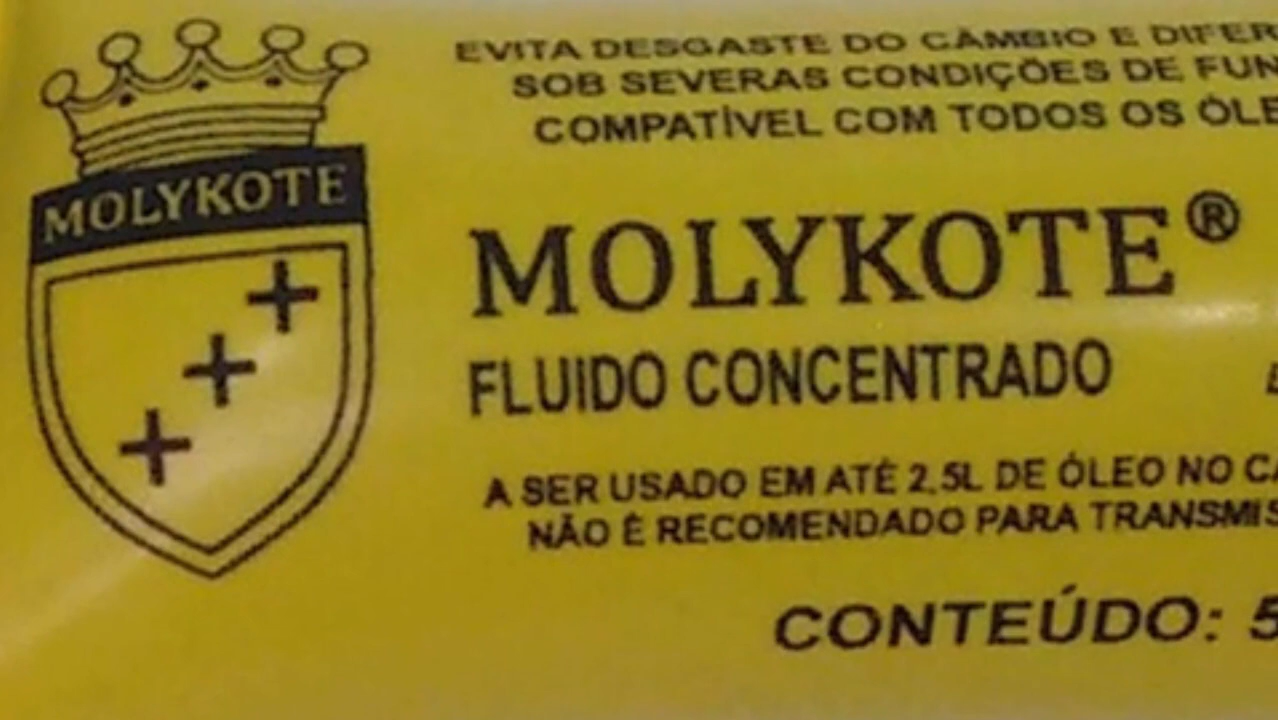 MOLYKOTE
EVITA DESGASTE DO CÂMBIO E DIFER
SOB SEVERAS CONDIÇÕES DE FUN
COMPATÍVEL COM TODOS OS ÓLE
MOLYKOTE®
FLUIDO CONCENTRADO
A SER USADO EM ATÉ 2,5L DE ÓLEO NO CA
NÃO É RECOMENDADO PARA TRANSMIS
CONTEÚDO: 5